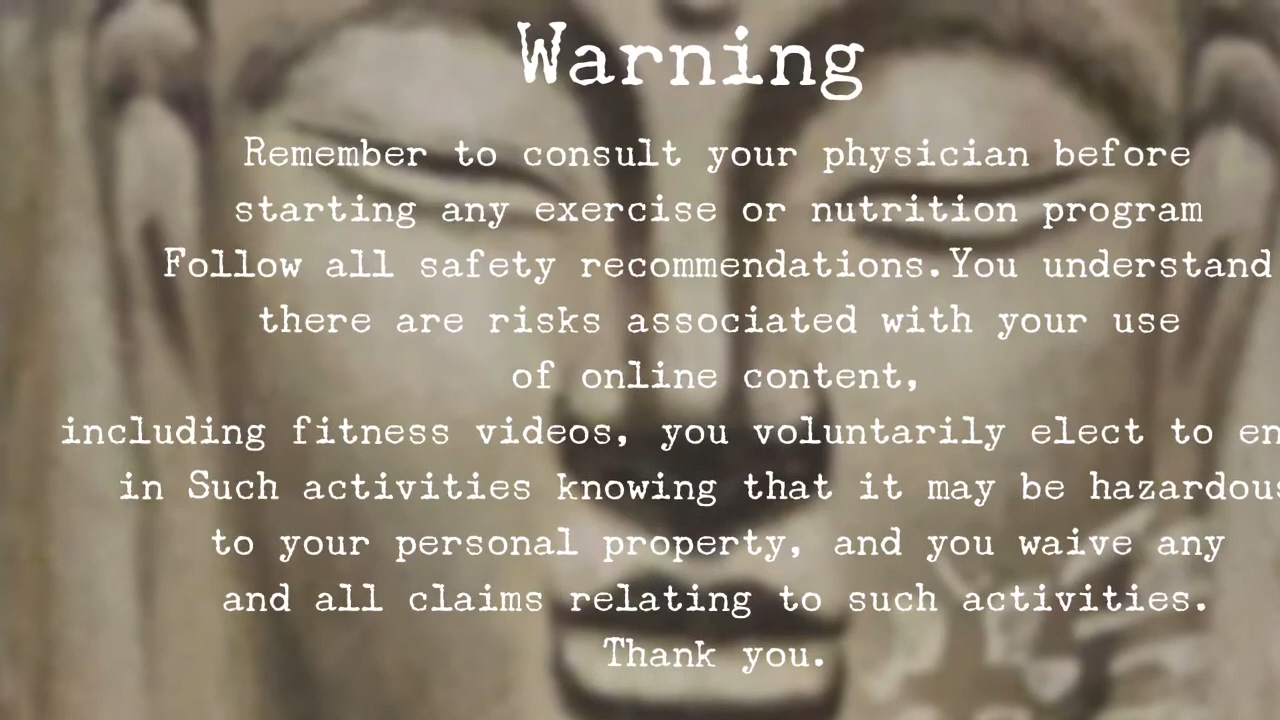 Warning
Remember to consult your physician before
starting any exercise or nutrition program
Follow all safety recommendations.You understand
there are risks associated with your use
of online content,
including fitness videos, you voluntarily elect to en
in Such activities knowing that it may be hazardous
to your personal property, and you waive any
and all claims relating to such activities.
Thank you.